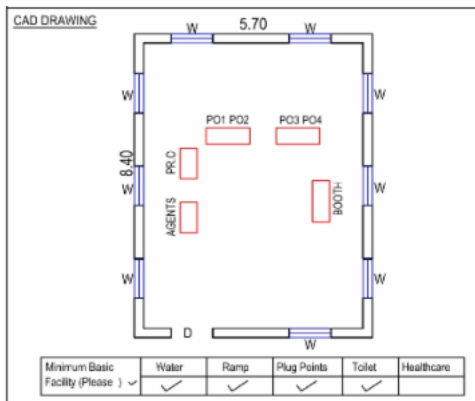 CAD DRAWING
W 5.70 W
W W
PO1 PO2 PO3 PO4
8.40
PR.O
W W
AGENTS BOOTH
W W
D
W
Minimum Basic Water Ramp Plug Points Toilet Healthcare
Facility (Please ) ✓ ✓ ✓ ✓ ✓